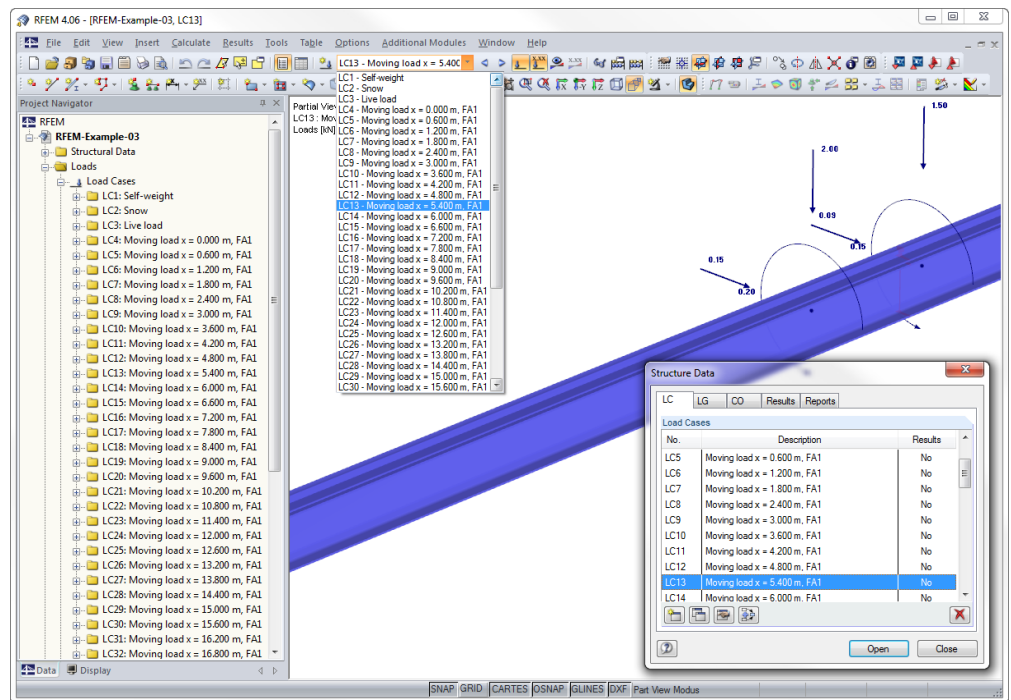 RFEM 4.06 - [RFEM-Example-03, LC13]
File Edit View Insert Calculate Results Tools Table Options Additional Modules Window Help
LC13 - Moving load x = 5.40(
Project Navigator
RFEM
RFEM-Example-03
Structural Data
Loads
Load Cases
LC1: Self-weight
LC2: Snow
LC3: Live load
LC4: Moving load x = 0.000 m, FA1
LC5: Moving load x = 0.600 m, FA1
LC6: Moving load x = 1.200 m, FA1
LC7: Moving load x = 1.800 m, FA1
LC8: Moving load x = 2.400 m, FA1
LC9: Moving load x = 3.000 m, FA1
LC10: Moving load x = 3.600 m, FA1
LC11: Moving load x = 4.200 m, FA1
LC12: Moving load x = 4.800 m, FA1
LC13: Moving load x = 5.400 m, FA1
LC14: Moving load x = 6.000 m, FA1
LC15: Moving load x = 6.600 m, FA1
LC16: Moving load x = 7.200 m, FA1
LC17: Moving load x = 7.800 m, FA1
LC18: Moving load x = 8.400 m, FA1
LC19: Moving load x = 9.000 m, FA1
LC20: Moving load x = 9.600 m, FA1
LC21: Moving load x = 10.200 m, FA1
LC22: Moving load x = 10.800 m, FA1
LC23: Moving load x = 11.400 m, FA1
LC24: Moving load x = 12.000 m, FA1
LC25: Moving load x = 12.600 m, FA1
LC26: Moving load x = 13.200 m, FA1
LC27: Moving load x = 13.800 m, FA1
LC28: Moving load x = 14.400 m, FA1
LC29: Moving load x = 15.000 m, FA1
LC30: Moving load x = 15.600 m, FA1
LC31: Moving load x = 16.200 m, FA1
LC32: Moving load x = 16.800 m, FA1
Data Display
Partial View
LC13 : Mov
Loads [kN]
LC1 - Self-weight
LC2 - Snow
LC3 - Live load
LC4 - Moving load x = 0.000 m, FA1
LC5 - Moving load x = 0.600 m, FA1
LC6 - Moving load x = 1.200 m, FA1
LC7 - Moving load x = 1.800 m, FA1
LC8 - Moving load x = 2.400 m, FA1
LC9 - Moving load x = 3.000 m, FA1
LC10 - Moving load x = 3.600 m, FA1
LC11 - Moving load x = 4.200 m, FA1
LC12 - Moving load x = 4.800 m, FA1
LC13 - Moving load x = 5.400 m, FA1
LC14 - Moving load x = 6.000 m, FA1
LC15 - Moving load x = 6.600 m, FA1
LC16 - Moving load x = 7.200 m, FA1
LC17 - Moving load x = 7.800 m, FA1
LC18 - Moving load x = 8.400 m, FA1
LC19 - Moving load x = 9.000 m, FA1
LC20 - Moving load x = 9.600 m, FA1
LC21 - Moving load x = 10.200 m, FA1
LC22 - Moving load x = 10.800 m, FA1
LC23 - Moving load x = 11.400 m, FA1
LC24 - Moving load x = 12.000 m, FA1
LC25 - Moving load x = 12.600 m, FA1
LC26 - Moving load x = 13.200 m, FA1
LC27 - Moving load x = 13.800 m, FA1
LC28 - Moving load x = 14.400 m, FA1
LC29 - Moving load x = 15.000 m, FA1
LC30 - Moving load x = 15.600 m, FA1
1.50
2.00
0.09
0.15
0.15
0.20
Structure Data
LC LG CO Results Reports
Load Cases
No. Description Results
LC5 Moving load x = 0.600 m, FA1 No
LC6 Moving load x = 1.200 m, FA1 No
LC7 Moving load x = 1.800 m, FA1 No
LC8 Moving load x = 2.400 m, FA1 No
LC9 Moving load x = 3.000 m, FA1 No
LC10 Moving load x = 3.600 m, FA1 No
LC11 Moving load x = 4.200 m, FA1 No
LC12 Moving load x = 4.800 m, FA1 No
LC13 Moving load x = 5.400 m, FA1 No
LC14 Moving load x = 6.000 m, FA1 No
Open Close
SNAP GRID CARTES OSNAP GLINES DXF Part View Modus